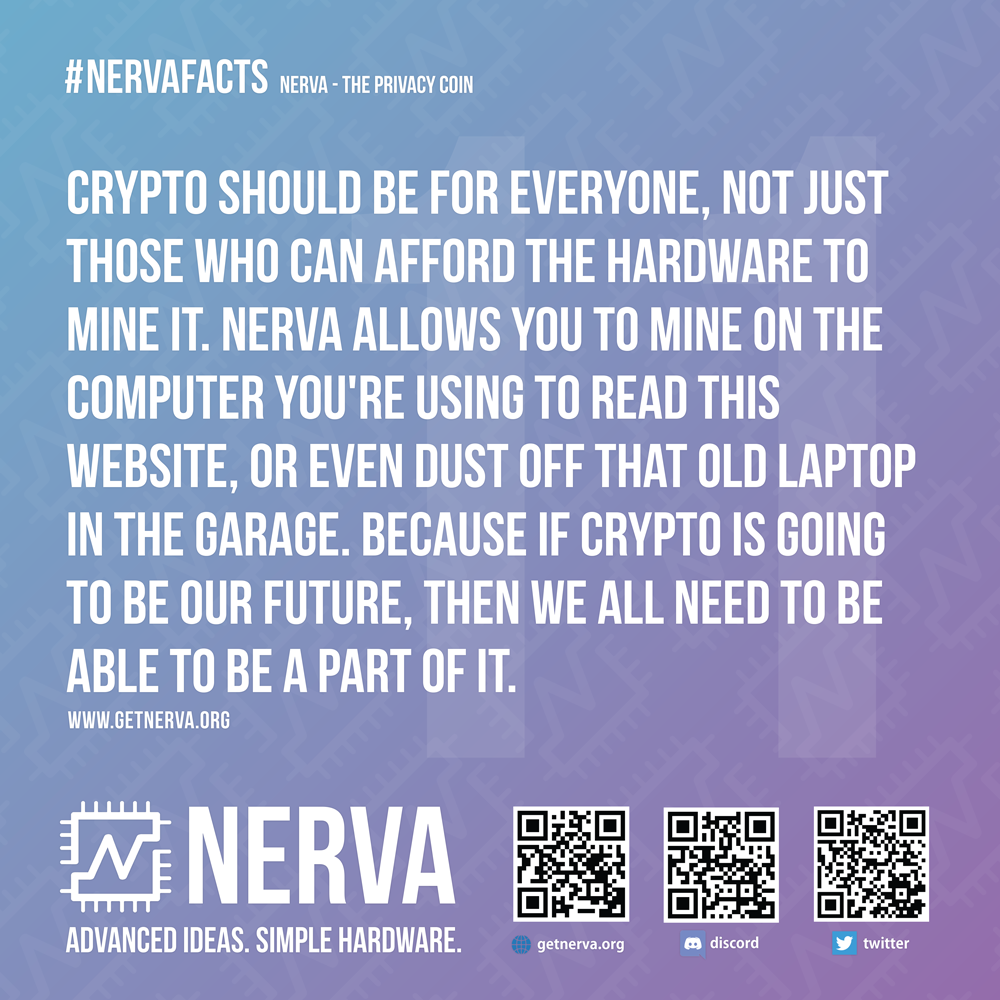 #NERVAFACTS NERVA - THE PRIVACY COIN
11
CRYPTO SHOULD BE FOR EVERYONE, NOT JUST
THOSE WHO CAN AFFORD THE HARDWARE TO
MINE IT. NERVA ALLOWS YOU TO MINE ON THE
COMPUTER YOU'RE USING TO READ THIS
WEBSITE, OR EVEN DUST OFF THAT OLD LAPTOP
IN THE GARAGE. BECAUSE IF CRYPTO IS GOING
TO BE OUR FUTURE, THEN WE ALL NEED TO BE
ABLE TO BE A PART OF IT.
WWW.GETNERVA.ORG
NERVA
ADVANCED IDEAS. SIMPLE HARDWARE.
getnerva.org
discord
twitter